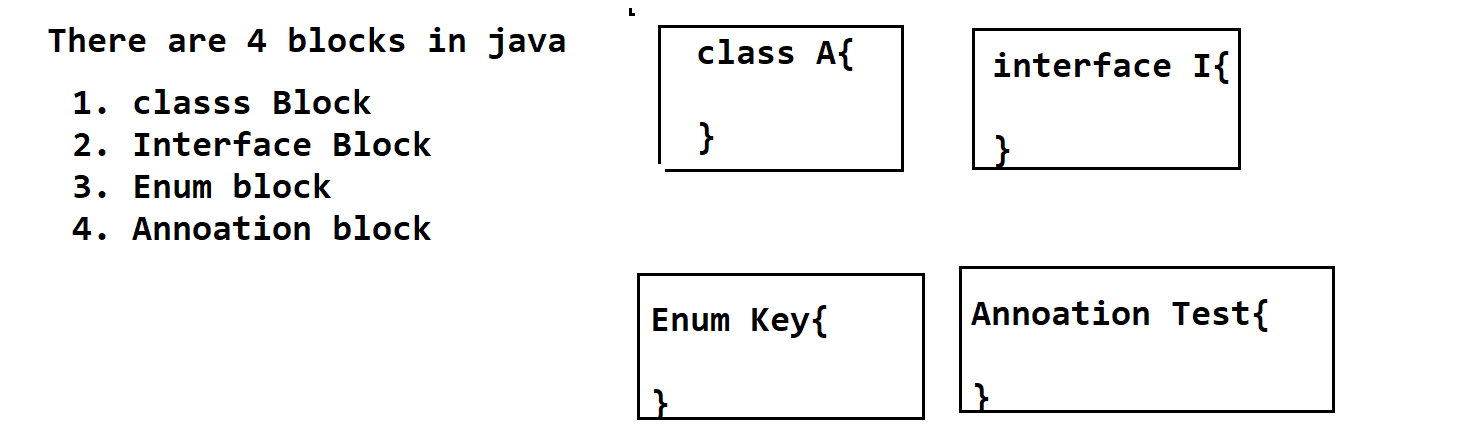 There are 4 blocks in java
1. classs Block
2. Interface Block
3. Enum block
4. Annoation block
class A{
}
interface I{
}
Enum Key{
}
Annoation Test{
}